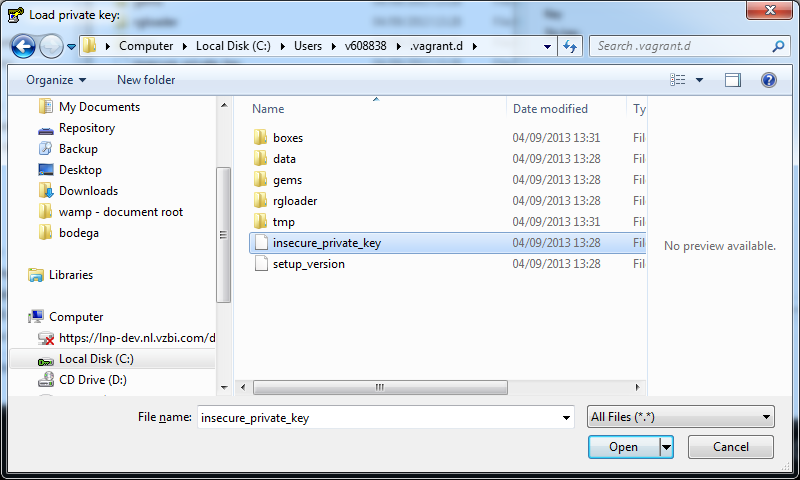 Load private key:
Computer Local Disk (C:) Users v608838 .vagrant.d
Search .vagrant.d
Organize New folder
Name Date modified Ty
My Documents
Repository
Backup
Desktop
Downloads
wamp - document root
bodega
Libraries
Computer
https://lnp-dev.nl.vzbi.com/d
Local Disk (C:)
CD Drive (D:)
boxes 04/09/2013 13:31 Fil
data 04/09/2013 13:28 Fil
gems 04/09/2013 13:28 Fil
rgloader 04/09/2013 13:28 Fil
tmp 04/09/2013 13:31 Fil
insecure_private_key 04/09/2013 13:28 Fil
setup_version 04/09/2013 13:28 Fil
No preview available.
File name: insecure_private_key All Files (*.*)
Open Cancel